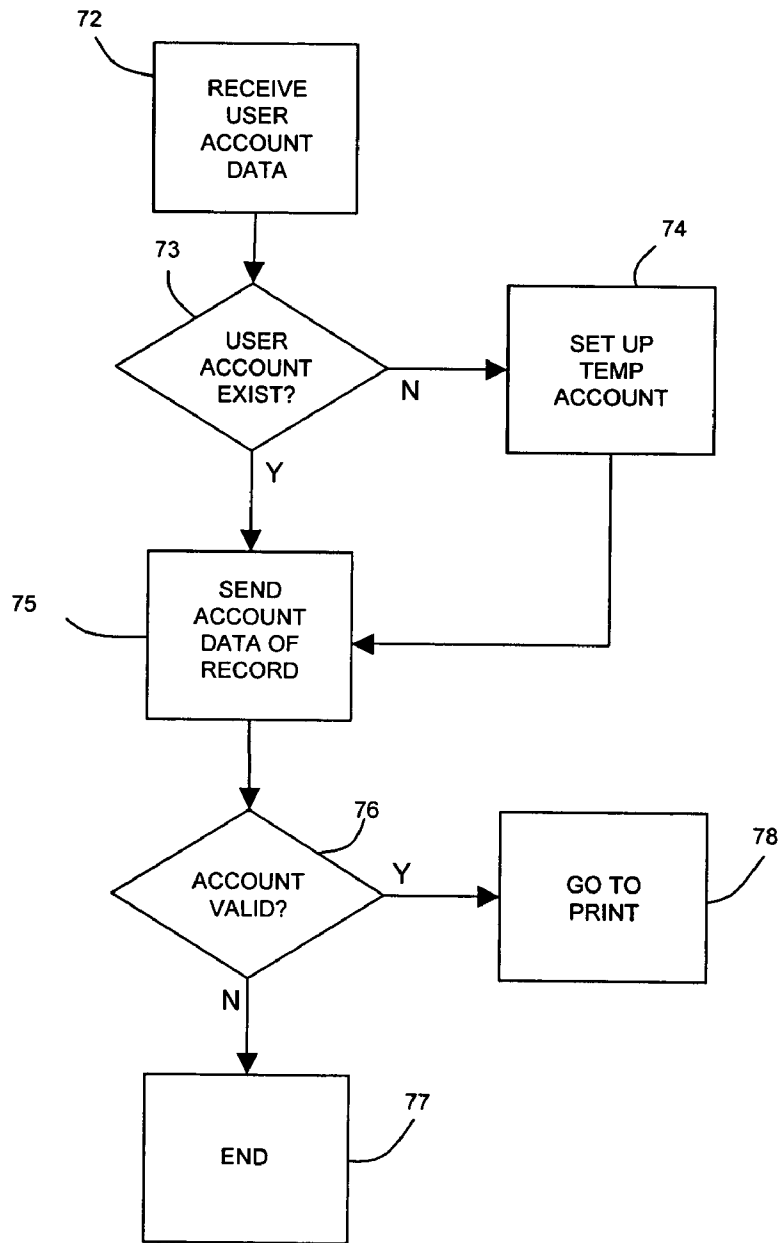 72
RECEIVE
USER
ACCOUNT
DATA
73
USER
ACCOUNT
EXIST?
N
Y
74
SET UP
TEMP
ACCOUNT
75
SEND
ACCOUNT
DATA OF
RECORD
76
ACCOUNT
VALID?
Y
N
78
GO TO
PRINT
77
END